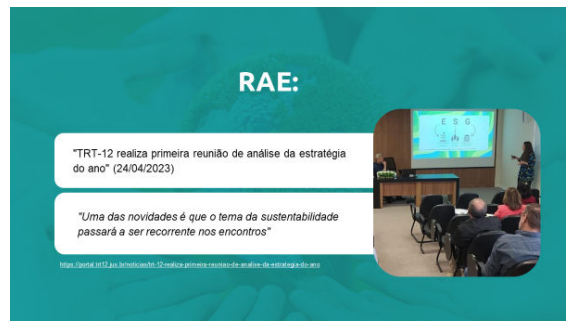 RAE:
"TRT-12 realiza primeira reunião de análise da estratégia
do ano" (24/04/2023)
"Uma das novidades é que o tema da sustentabilidade
passará a ser recorrente nos encontros"
https://portal.trt12.jus.br/noticias/trt-12-realiza-primeira-reuniao-de-analise-da-estrategia-do-ano
E S G